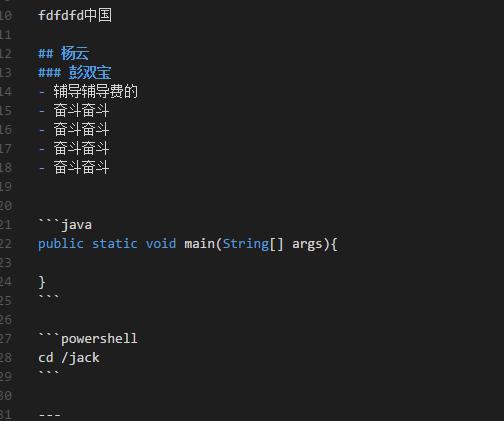 10 fdfdfd中国
11
12 ## 杨云
13 ### 彭双宝
14 - 辅导辅导费的
15 - 奋斗奋斗
16 - 奋斗奋斗
17 - 奋斗奋斗
18 - 奋斗奋斗
19
20
21 ```java
22 public static void main(String[] args){
23
24 }
25 ```
26
27 ```powershell
28 cd /jack
29 ```
30
31 ---